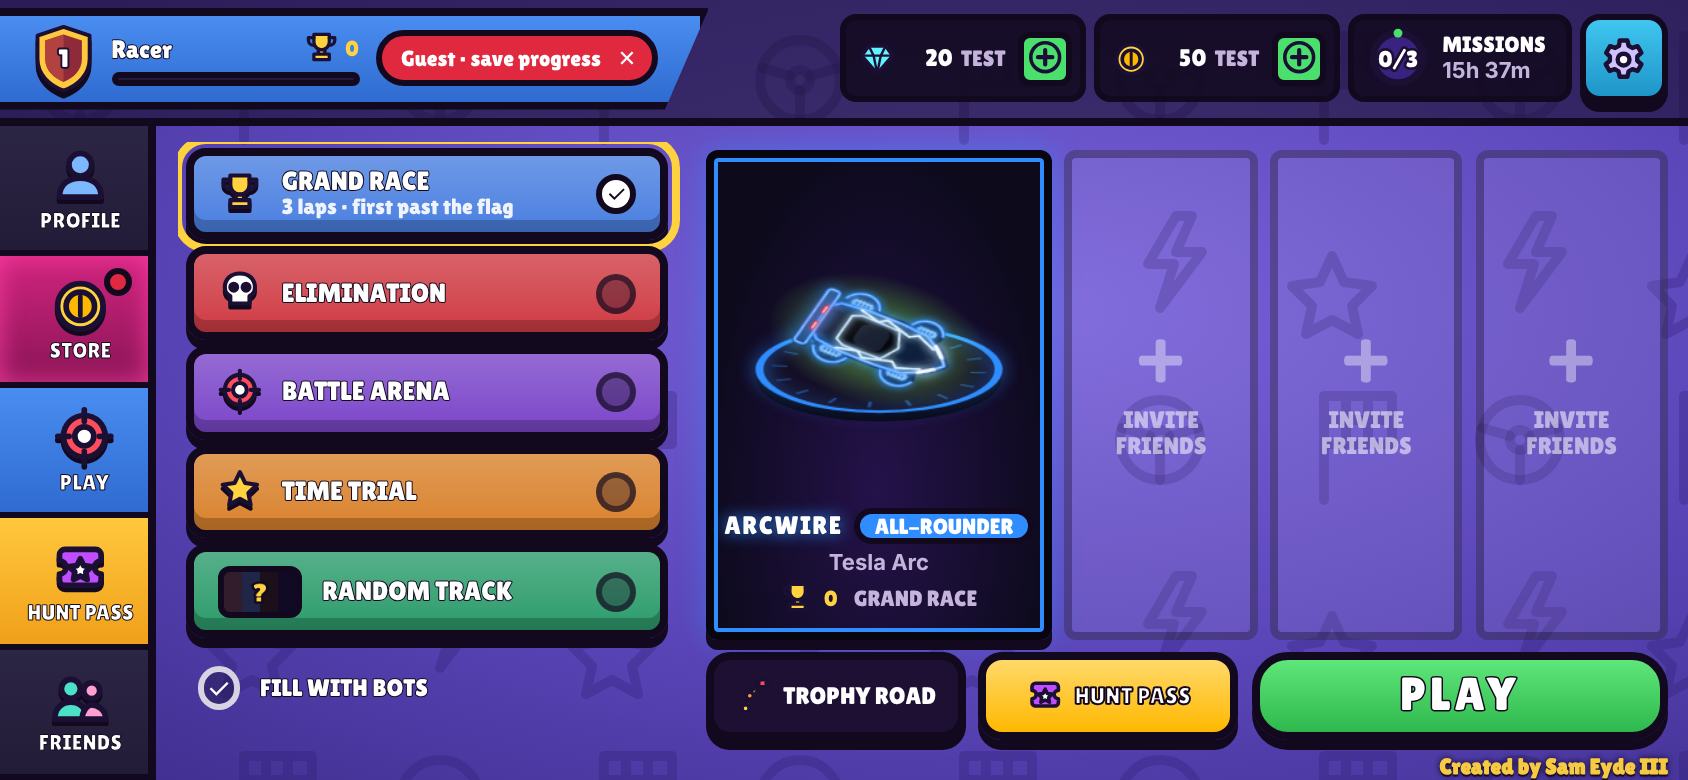 1
Racer
0
Guest · save progress
20 TEST
50 TEST
0/3
MISSIONS
15h 37m
PROFILE
STORE
PLAY
HUNT PASS
FRIENDS
GRAND RACE
3 laps · first past the flag
ELIMINATION
BATTLE ARENA
TIME TRIAL
?
RANDOM TRACK
FILL WITH BOTS
ARCWIRE
ALL-ROUNDER
Tesla Arc
0 GRAND RACE
INVITE
FRIENDS
INVITE
FRIENDS
INVITE
FRIENDS
TROPHY ROAD
HUNT PASS
PLAY
Created by Sam Eyde III